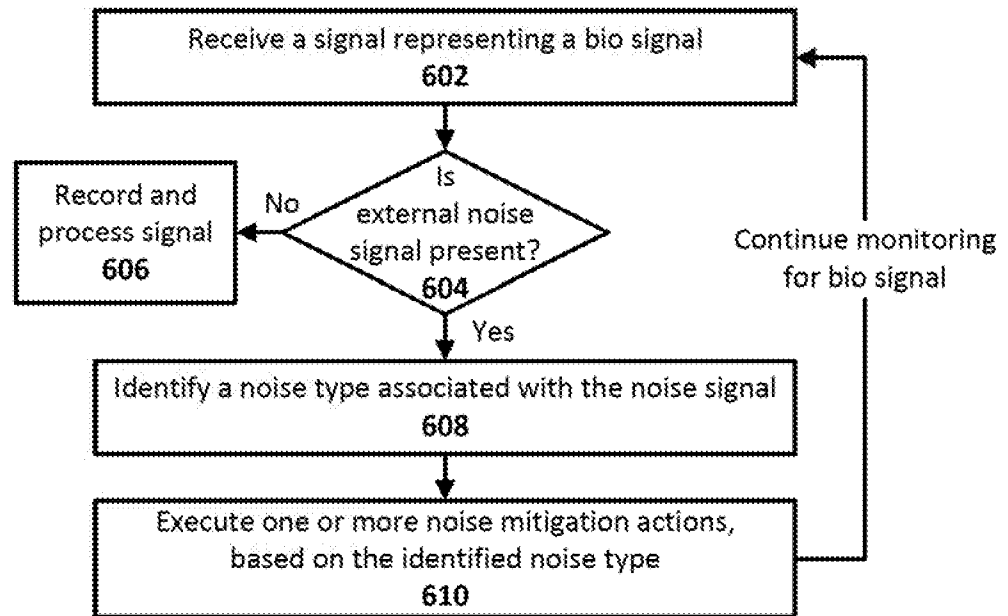 Receive a signal representing a bio signal
602
Is
external noise
signal present?
604
No
Record and
process signal
606
Yes
Continue monitoring
for bio signal
Identify a noise type associated with the noise signal
608
Execute one or more noise mitigation actions,
based on the identified noise type
610